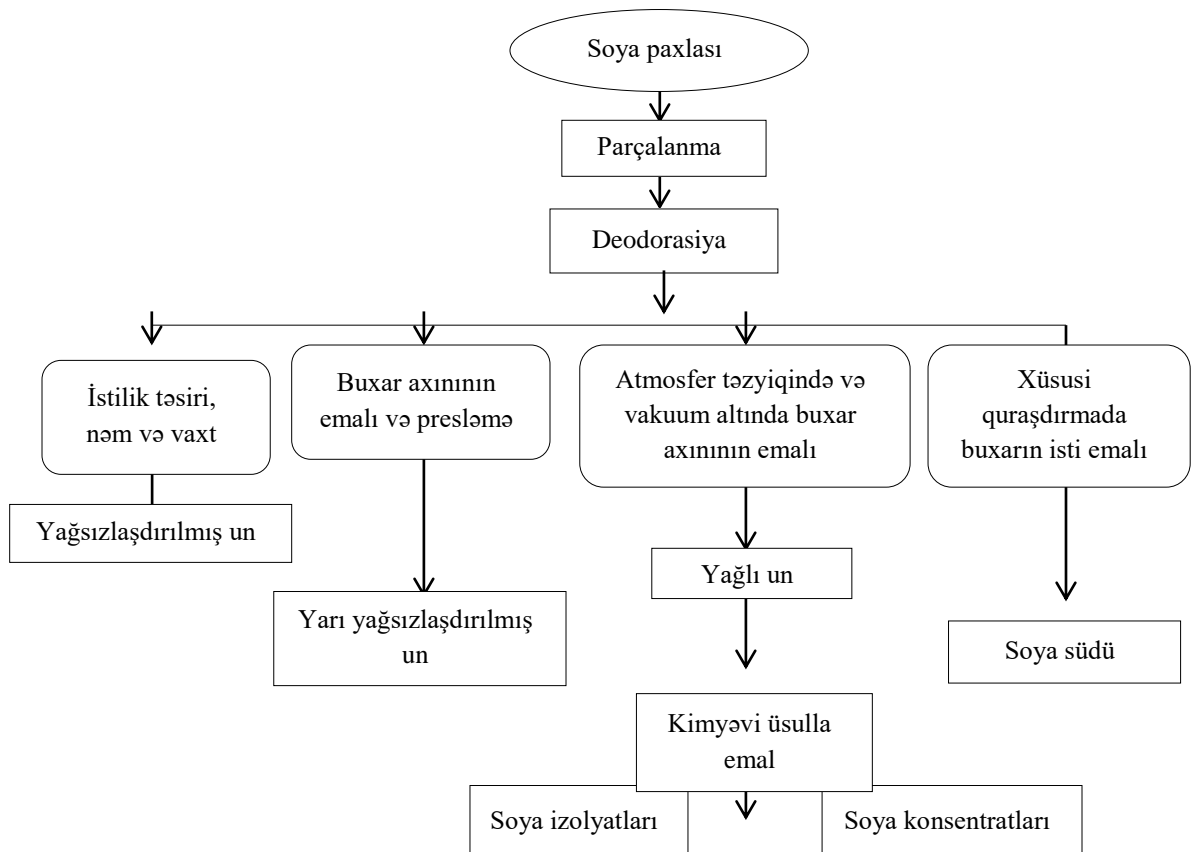 Soya paxlası
Parçalanma
Deodorasiya
İstilik təsiri,
nəm və vaxt
Buxar axınının
emalı və presləmə
Atmosfer təzyiqində və
vakuum altında buxar
axınının emalı
Xüsusi
quraşdırmada
buxarın isti emalı
Yağsızlaşdırılmış un
Yarı yağsızlaşdırılmış
un
Yağlı un
Soya südü
Kimyəvi üsulla
emal
Soya izolyatları
Soya konsentratları